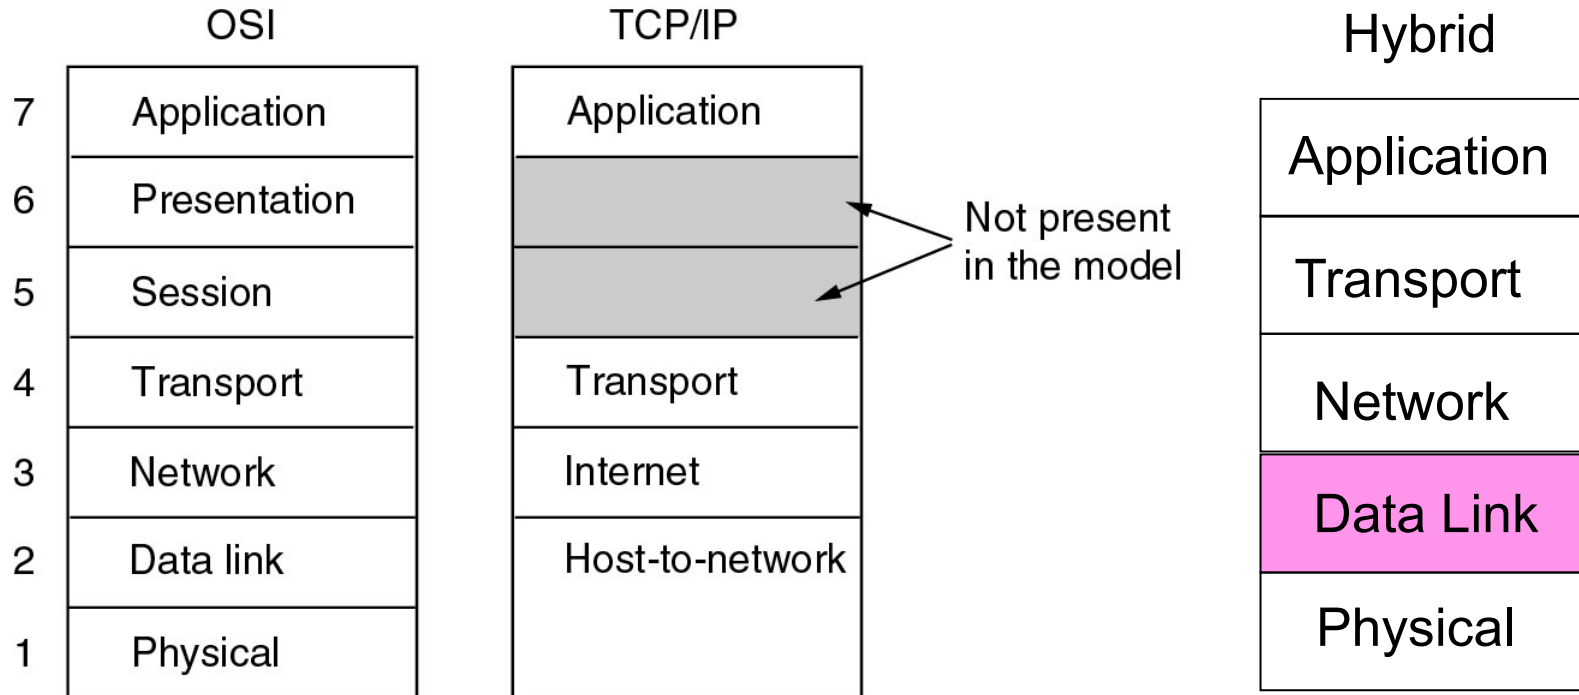 OSI
TCP/IP
Hybrid
7
Application
Application
Application
6
Presentation
Not present
in the model
5
Session
Transport
4
Transport
Transport
Network
3
Network
Internet
Data Link
2
Data link
Host-to-network
Physical
1
Physical